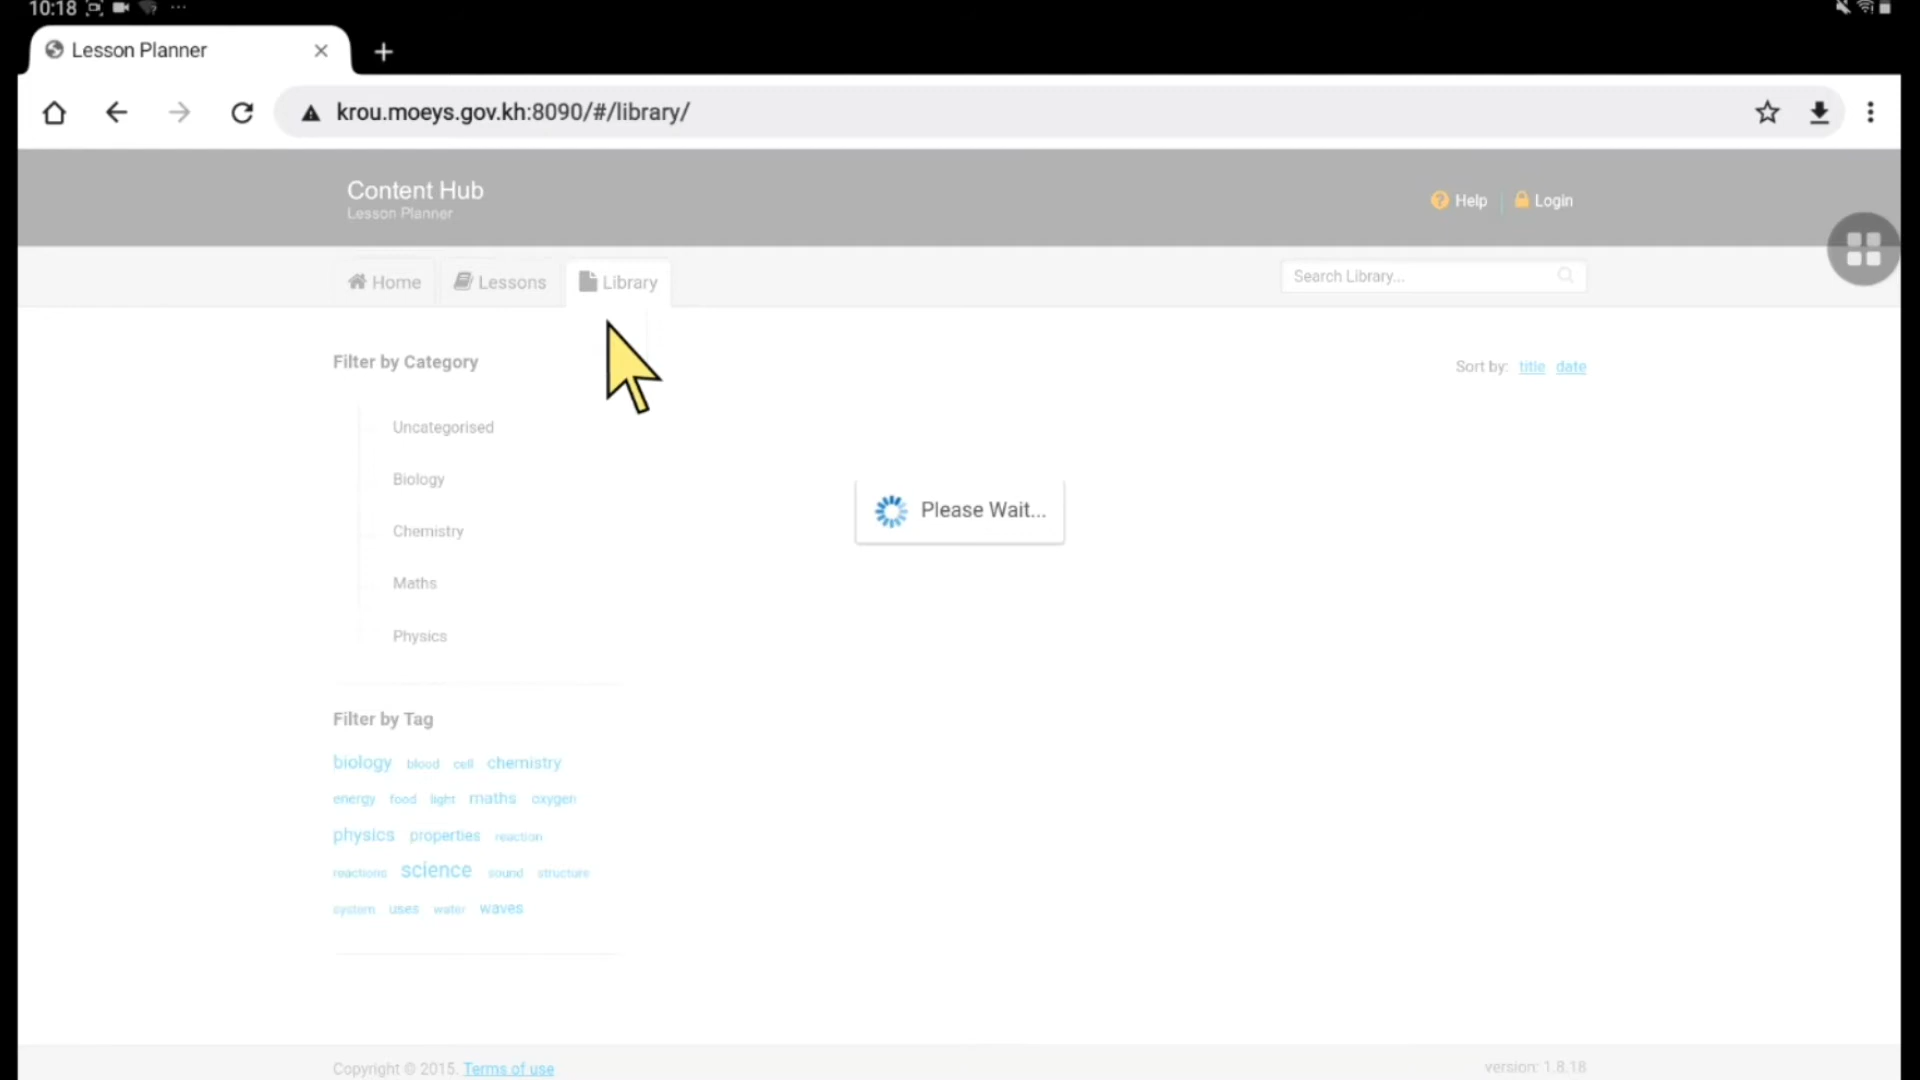 10:18
Lesson Planner
krou.moeys.gov.kh:8090/#/library/
Content Hub
Lesson Planner
Help Login
Home Lessons Library
Search Library...
Filter by Category
Sort by: title date
Uncategorised
Biology
Chemistry
Maths
Physics
Please Wait...
Filter by Tag
biology blood cell chemistry
energy food light maths oxygen
physics properties reaction
reactions science sound structure
system uses water waves
Copyright © 2015. Terms of use
version: 1.8.18